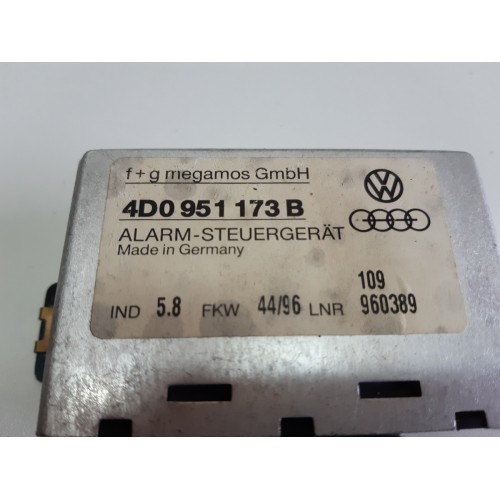 f+g megamos GmbH
4D0 951 173 B
ALARM-STEUERGERÄT
Made in Germany
109
IND 5.8 FKW 44/96 LNR 960389